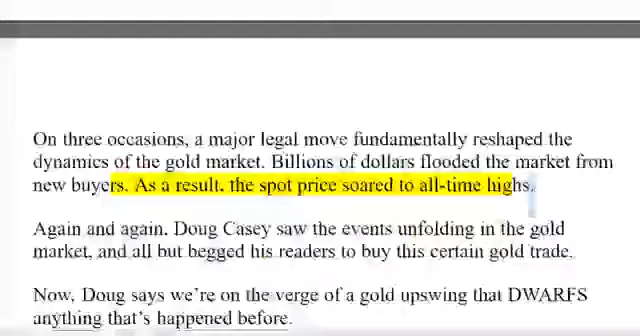 On three occasions, a major legal move fundamentally reshaped the
dynamics of the gold market. Billions of dollars flooded the market from
new buyers. As a result, the spot price soared to all-time highs.
Again and again, Doug Casey saw the events unfolding in the gold
market, and all but begged his readers to buy this certain gold trade.
Now, Doug says we’re on the verge of a gold upswing that DWARFS
anything that’s happened before.